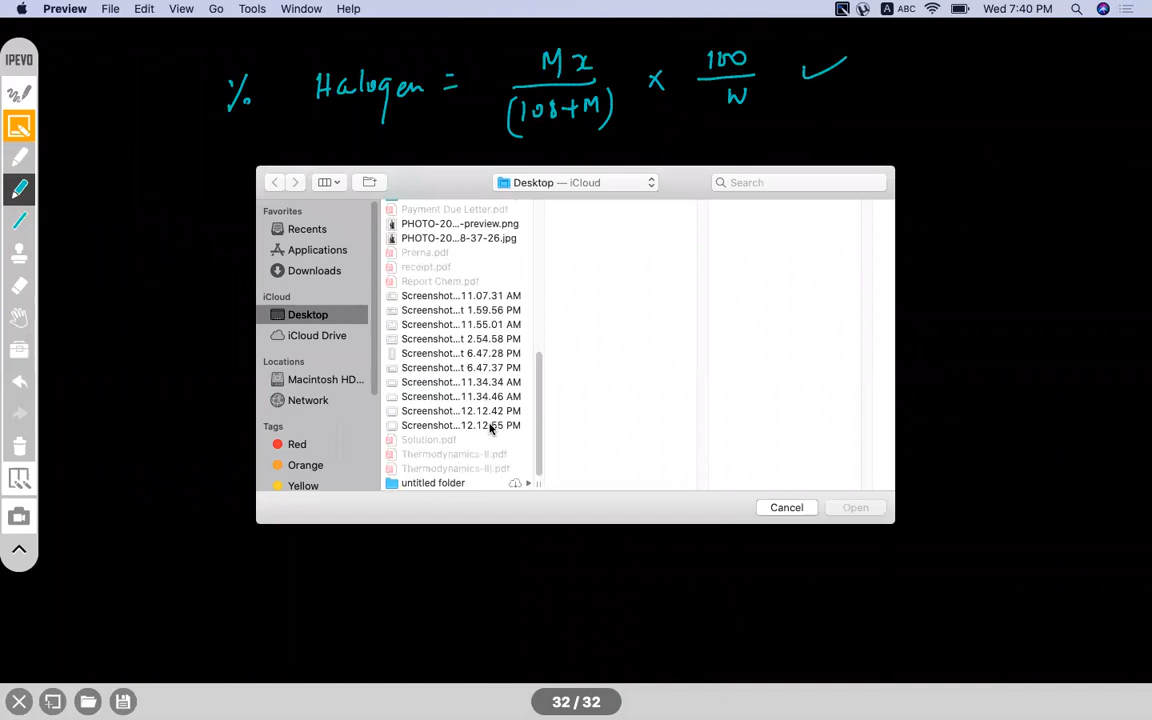 Preview File Edit View Go Tools Window Help
A ABC Wed 7:40 PM
IPEVO
% Halogen = M x / (108+M) × 100 / W ✓
Desktop — iCloud
Search
Favorites
Recents
Applications
Downloads
iCloud
Desktop
iCloud Drive
Locations
Macintosh HD...
Network
Tags
Red
Orange
Yellow
Payment Due Letter.pdf
PHOTO-20...-preview.png
PHOTO-20...8-37-26.jpg
Prerna.pdf
receipt.pdf
Report Chem.pdf
Screenshot...11.07.31 AM
Screenshot...t 1.59.56 PM
Screenshot...11.55.01 AM
Screenshot...t 2.54.58 PM
Screenshot...t 6.47.28 PM
Screenshot...t 6.47.37 PM
Screenshot...11.34.34 AM
Screenshot...11.34.46 AM
Screenshot...12.12.42 PM
Screenshot...12.12.55 PM
Solution.pdf
Thermodynamics-II.pdf
Thermodynamics-III.pdf
untitled folder
Cancel Open
32 / 32